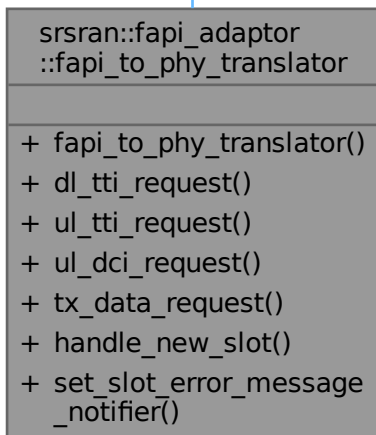 srsran::fapi_adaptor
::fapi_to_phy_translator
+ fapi_to_phy_translator()
+ dl_tti_request()
+ ul_tti_request()
+ ul_dci_request()
+ tx_data_request()
+ handle_new_slot()
+ set_slot_error_message
_notifier()